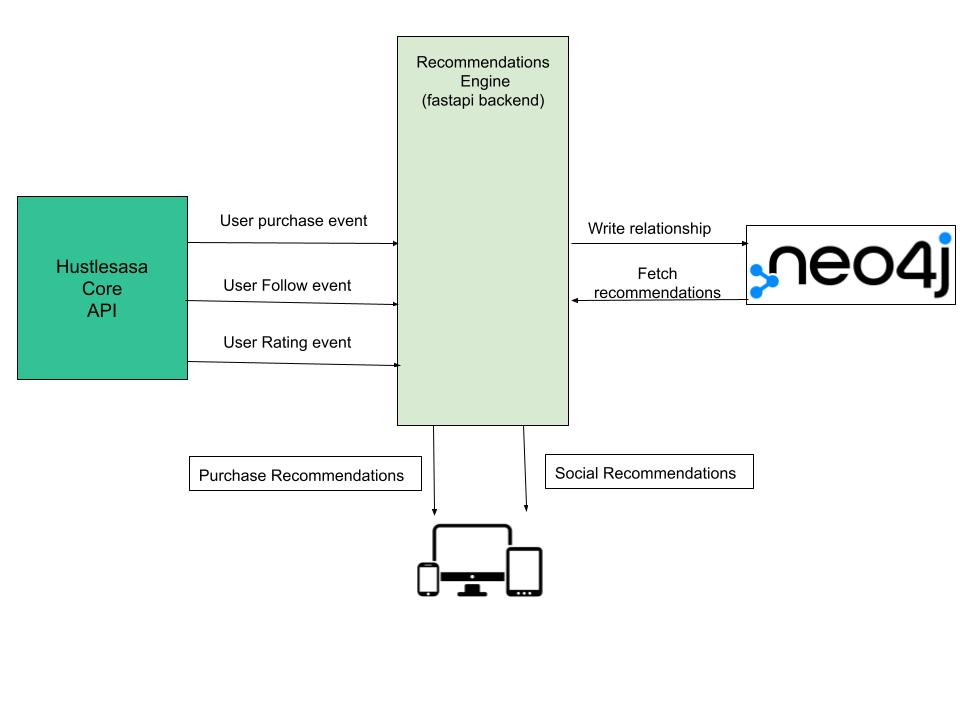 Recommendations
Engine
(fastapi backend)
User purchase event
Write relationship
Hustlesasa
Core
API
User Follow event
Fetch
recommendations
neo4j
User Rating event
Purchase Recommendations
Social Recommendations